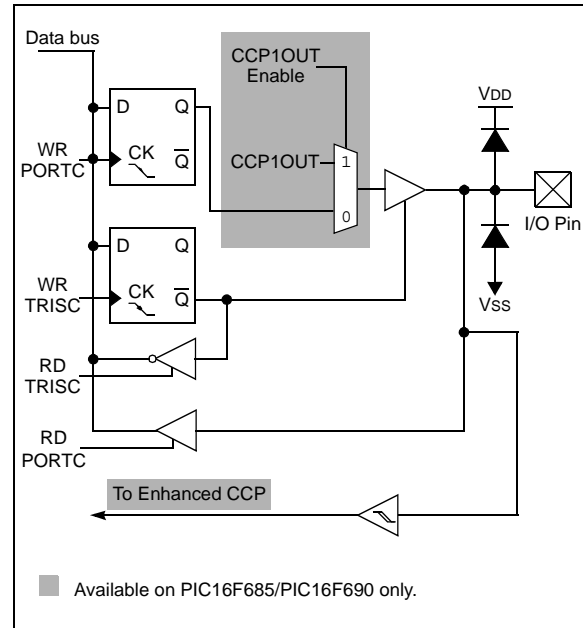 Data bus
CCP1OUT
Enable
VDD
D Q
WR
PORTC
CK Q
CCP1OUT
1
0
I/O Pin
D Q
WR
TRISC
CK Q
VSS
RD
TRISC
RD
PORTC
To Enhanced CCP
Available on PIC16F685/PIC16F690 only.